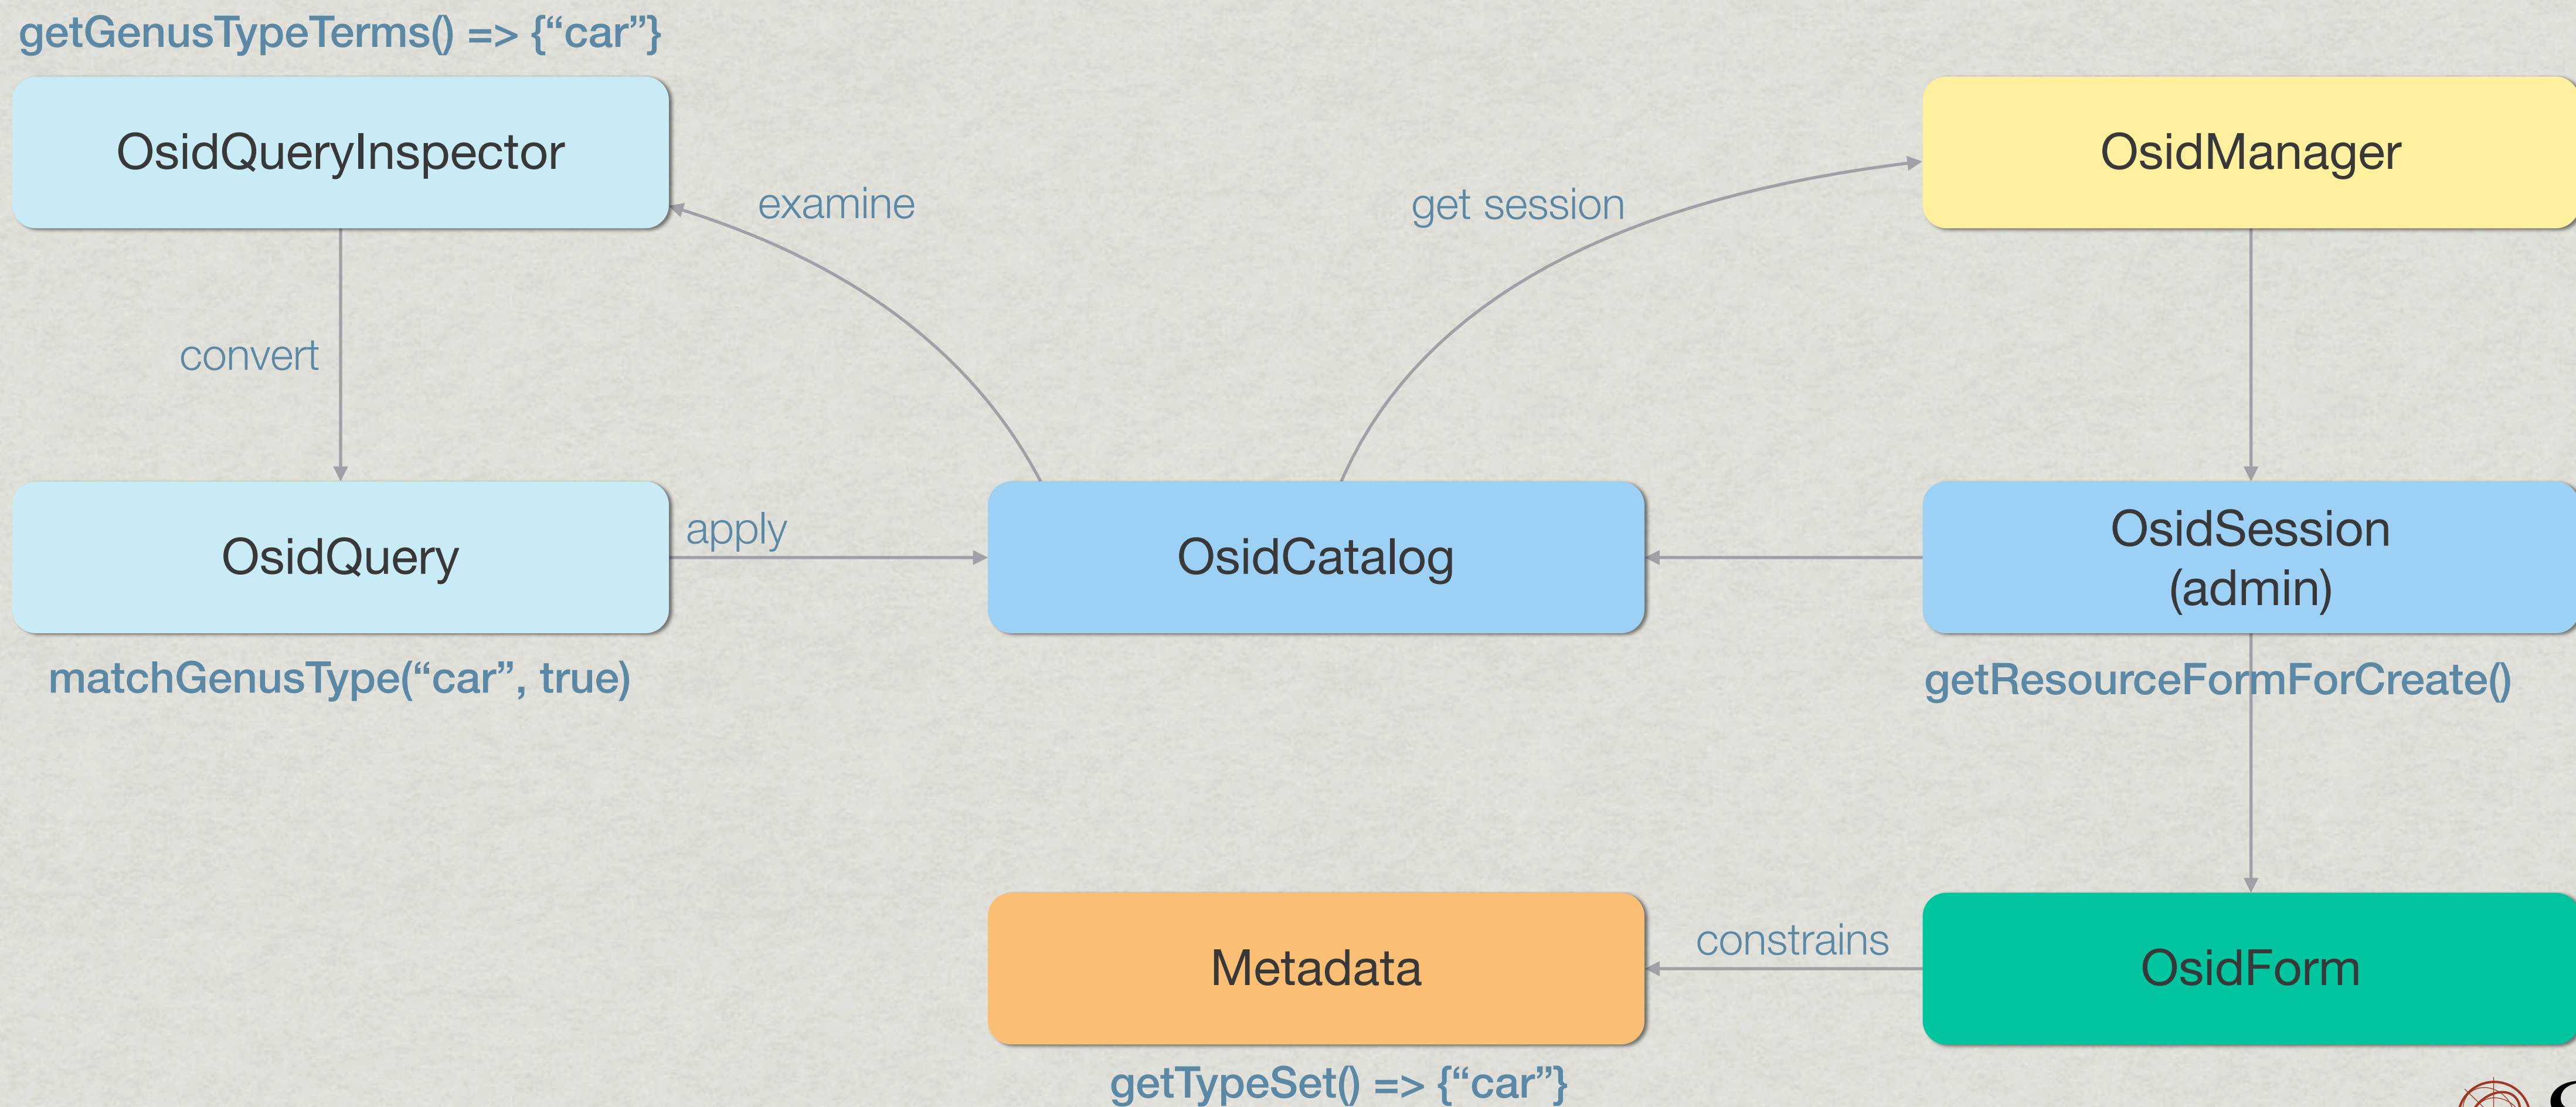 getGenusTypeTerms() => {“car”}
OsidQueryInspector
OsidManager
examine
get session
convert
OsidQuery
apply
OsidCatalog
OsidSession
(admin)
matchGenusType(“car”, true)
getResourceFormForCreate()
Metadata
constrains
OsidForm
getTypeSet() => {“car”}